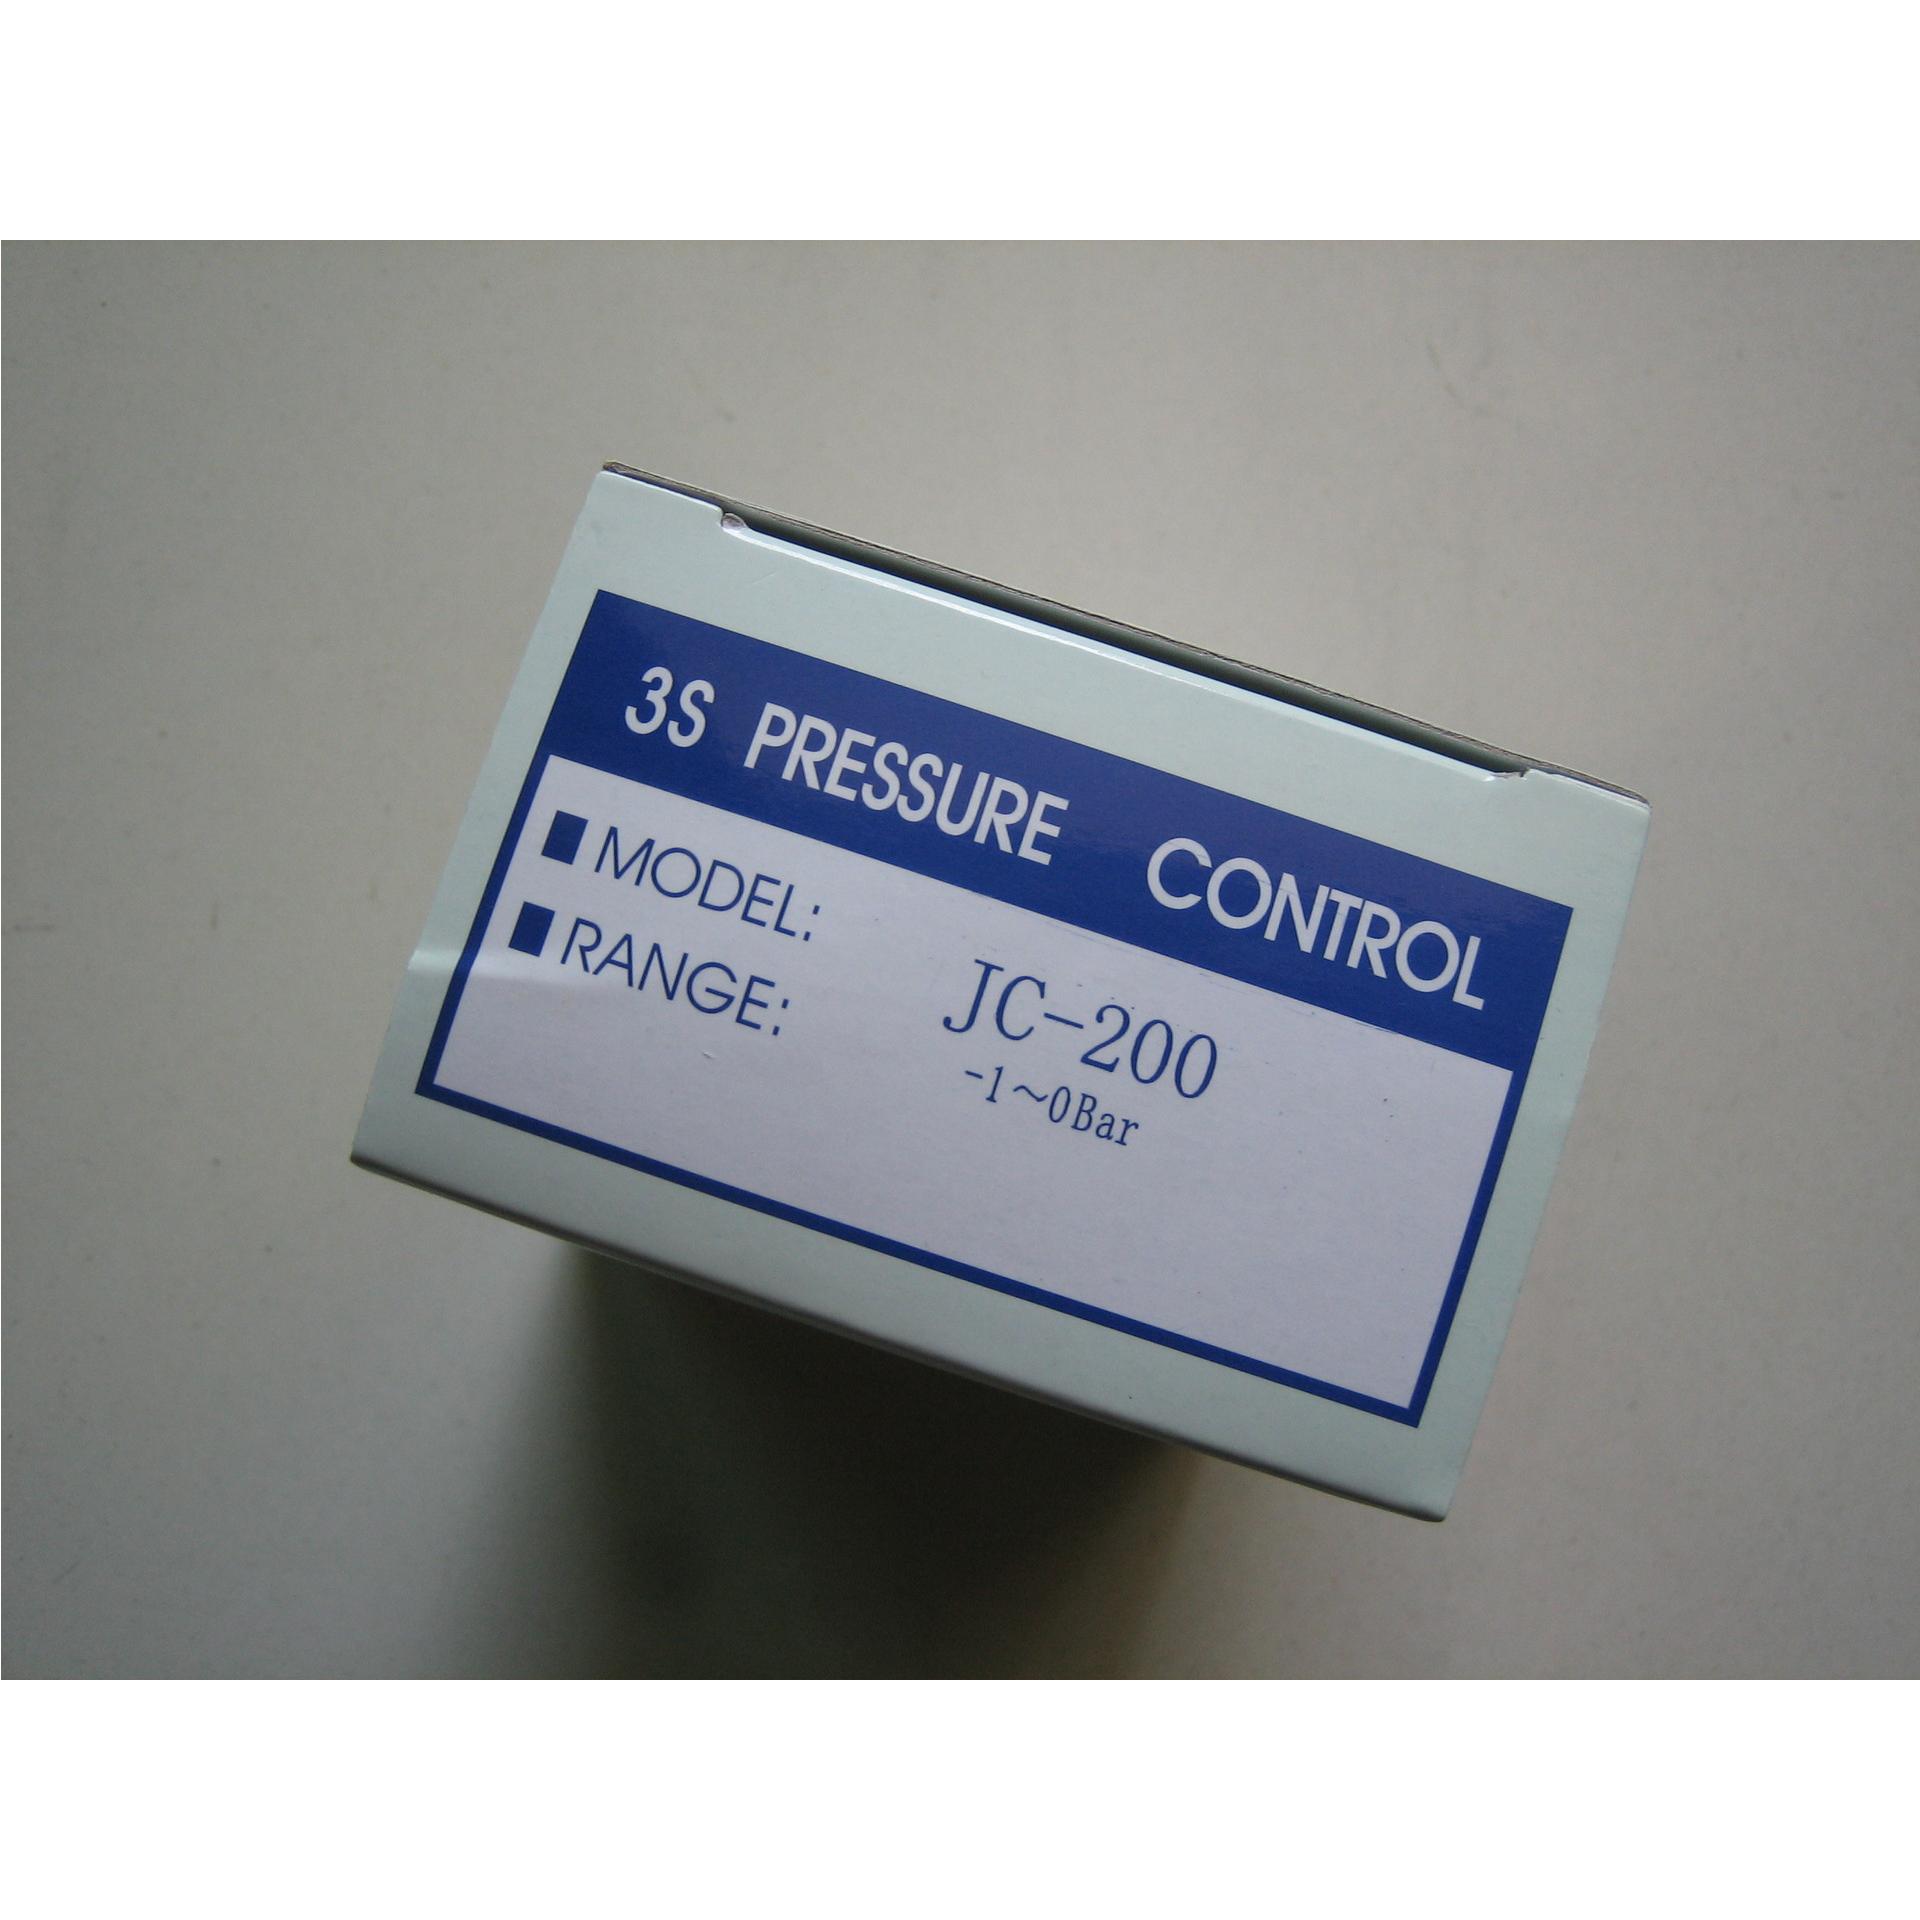 3S PRESSURE CONTROL
■ MODEL: JC-200
■ RANGE: -1~0Bar